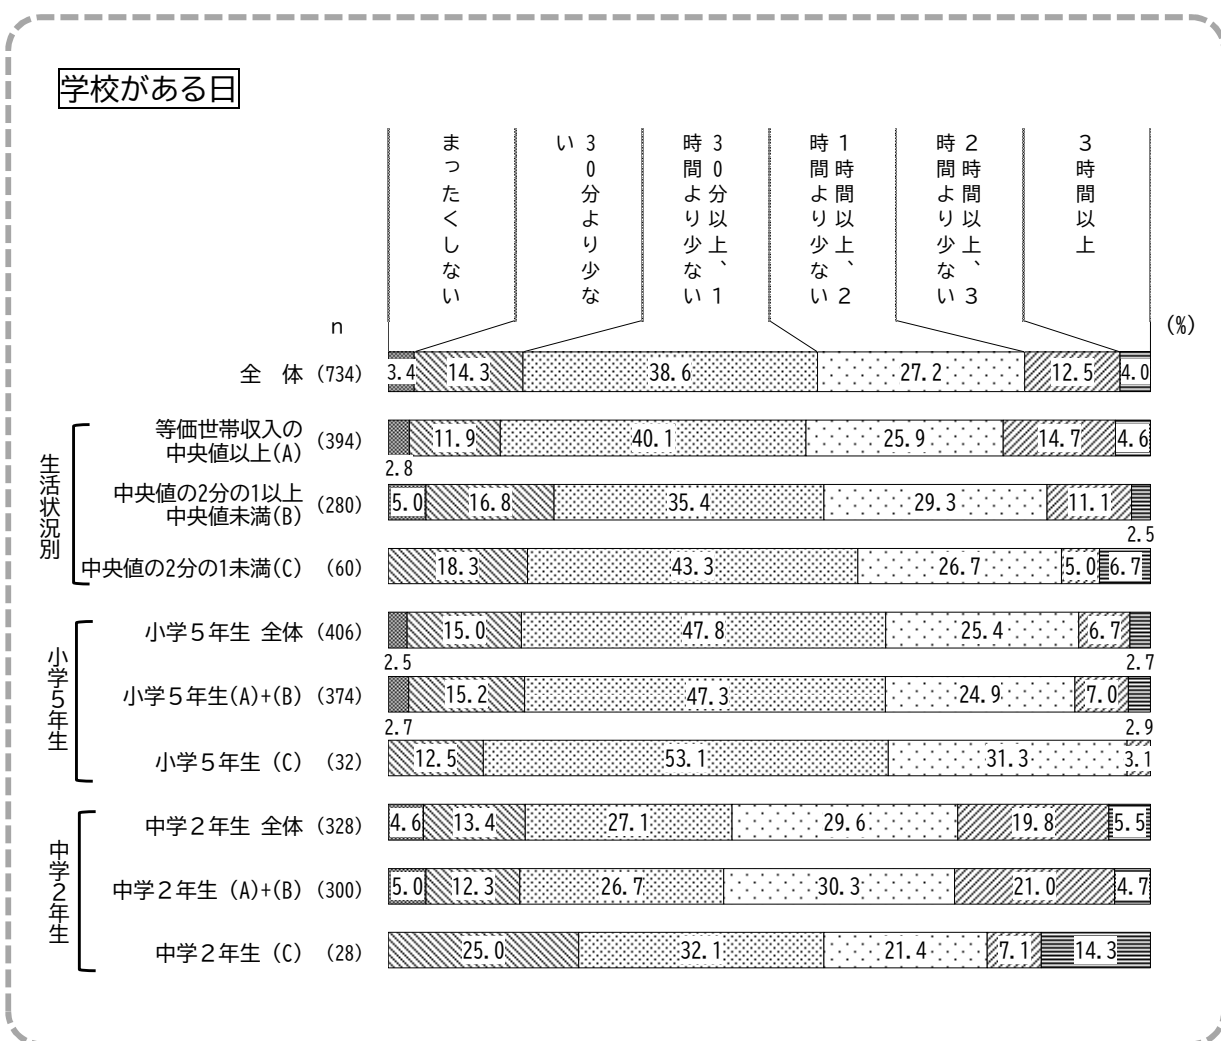 学校がある日
まったくしない
30分より少な
い
30分以上、1
時間より少ない
1時間以上、2
時間より少ない
2時間以上、3
時間より少ない
3時間以上
n
(%)
全　体 (734) 3.4 14.3 38.6 27.2 12.5 4.0
生活状況別
等価世帯収入の
中央値以上(A) (394) 2.8 11.9 40.1 25.9 14.7 4.6
中央値の2分の1以上
中央値未満(B) (280) 5.0 16.8 35.4 29.3 11.1 2.5
中央値の2分の1未満(C) (60) 18.3 43.3 26.7 5.0 6.7
小学5年生
小学5年生 全体 (406) 2.5 15.0 47.8 25.4 6.7 2.7
小学5年生(A)+(B) (374) 2.7 15.2 47.3 24.9 7.0 2.9
小学5年生 (C) (32) 12.5 53.1 31.3 3.1
中学2年生
中学2年生 全体 (328) 4.6 13.4 27.1 29.6 19.8 5.5
中学2年生 (A)+(B) (300) 5.0 12.3 26.7 30.3 21.0 4.7
中学2年生 (C) (28) 25.0 32.1 21.4 7.1 14.3